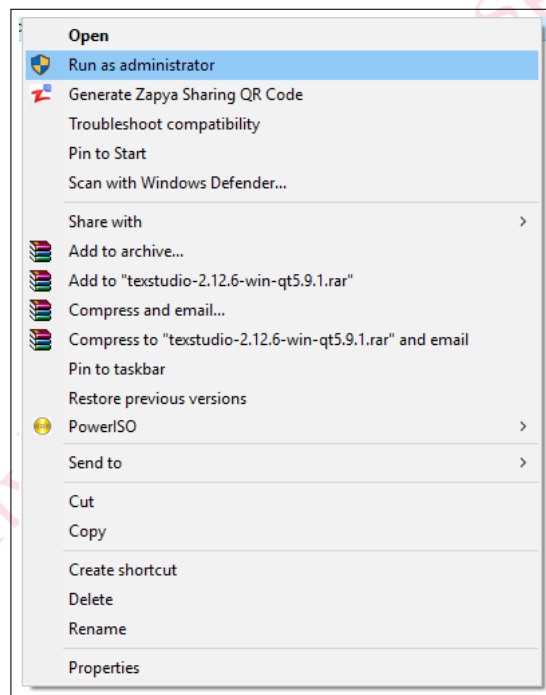 Open
Run as administrator
Generate Zapya Sharing QR Code
Troubleshoot compatibility
Pin to Start
Scan with Windows Defender...
Share with
Add to archive...
Add to "texstudio-2.12.6-win-qt5.9.1.rar"
Compress and email...
Compress to "texstudio-2.12.6-win-qt5.9.1.rar" and email
Pin to taskbar
Restore previous versions
PowerISO
Send to
Cut
Copy
Create shortcut
Delete
Rename
Properties